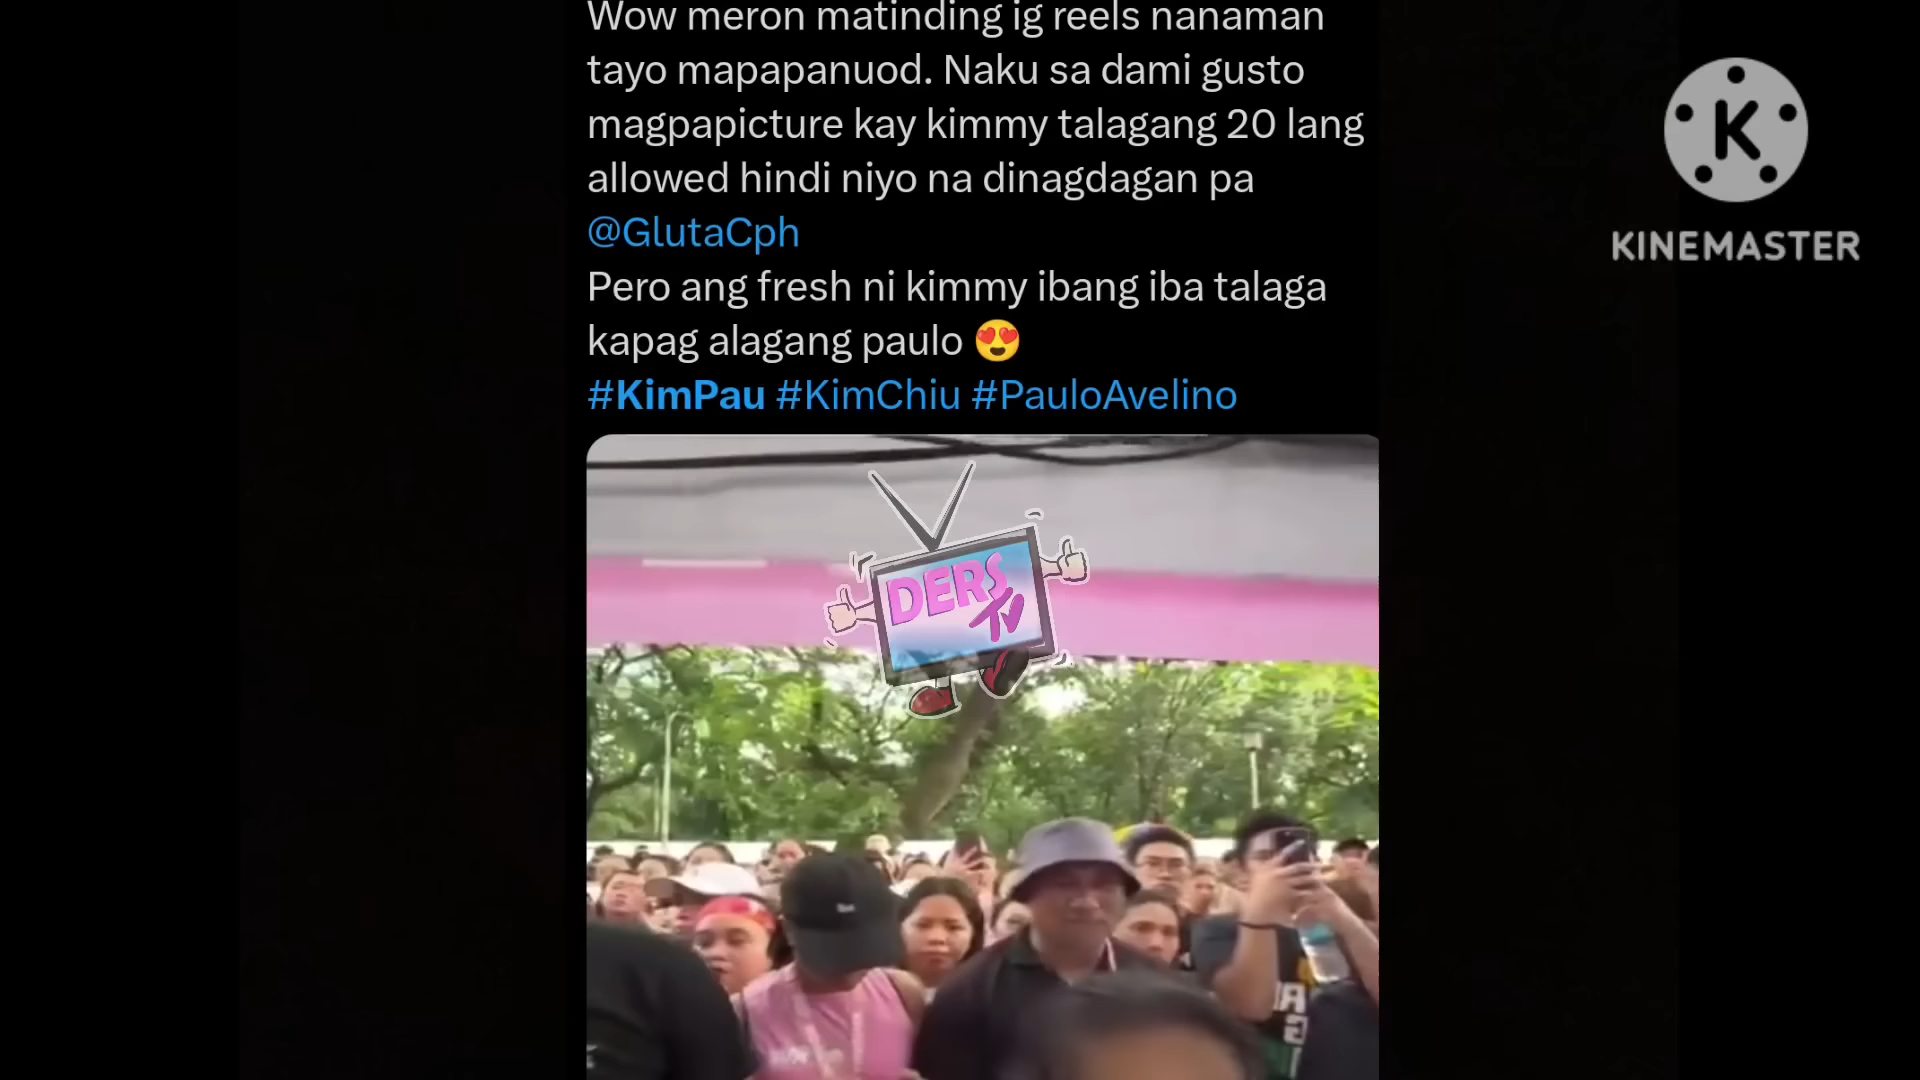 Wow meron matinding ig reels nanaman
tayo mapapanuod. Naku sa dami gusto
magpapicture kay kimmy talagang 20 lang
allowed hindi niyo na dinagdagan pa
@GlutaCph
Pero ang fresh ni kimmy ibang iba talaga
kapag alagang paulo 😍
#KimPau #KimChiu #PauloAvelino
K
KINEMASTER
DERS
TV